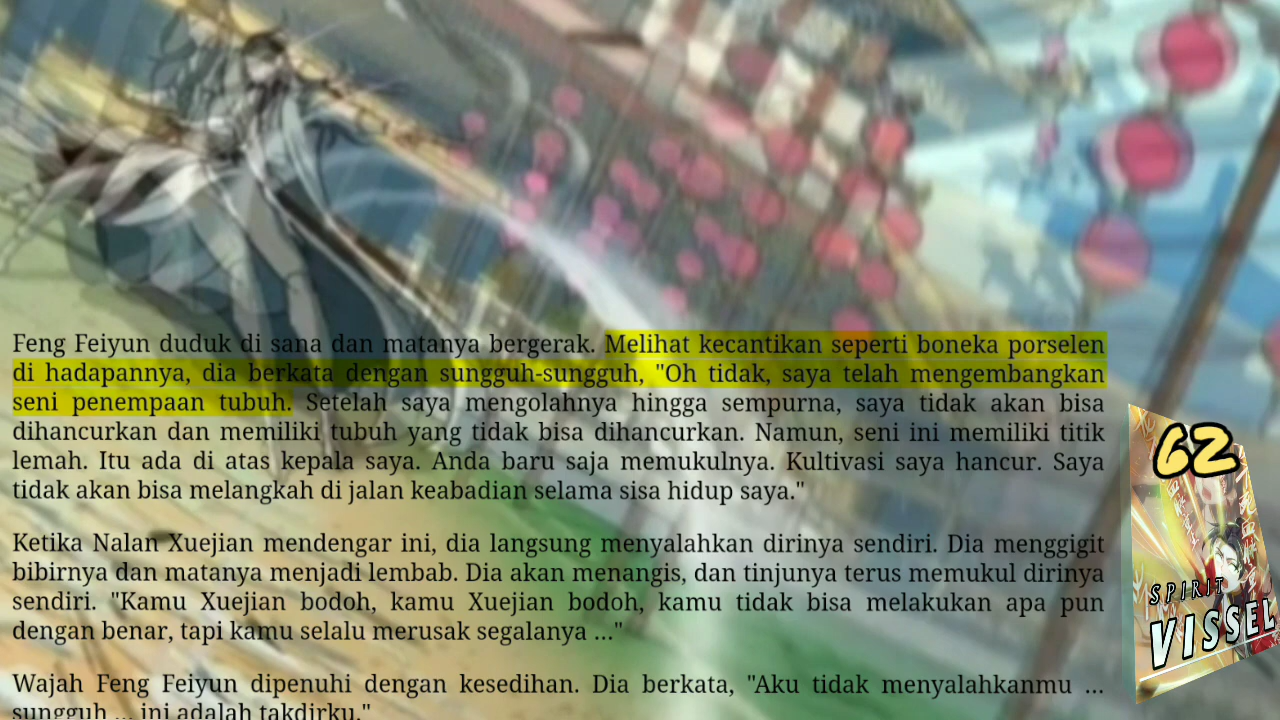 Feng Feiyun duduk di sana dan matanya bergerak. Melihat kecantikan seperti boneka porselen
di hadapannya, dia berkata dengan sungguh-sungguh, "Oh tidak, saya telah mengembangkan
seni penempaan tubuh. Setelah saya mengolahnya hingga sempurna, saya tidak akan bisa
dihancurkan dan memiliki tubuh yang tidak bisa dihancurkan. Namun, seni ini memiliki titik
lemah. Itu ada di atas kepala saya. Anda baru saja memukulnya. Kultivasi saya hancur. Saya
tidak akan bisa melangkah di jalan keabadian selama sisa hidup saya."
Ketika Nalan Xuejian mendengar ini, dia langsung menyalahkan dirinya sendiri. Dia menggigit
bibirnya dan matanya menjadi lembab. Dia akan menangis, dan tinjunya terus memukul dirinya
sendiri. "Kamu Xuejian bodoh, kamu Xuejian bodoh, kamu tidak bisa melakukan apa pun
dengan benar, tapi kamu selalu merusak segalanya ..."
Wajah Feng Feiyun dipenuhi dengan kesedihan. Dia berkata, "Aku tidak menyalahkanmu ...
sungguh ... ini adalah takdirku."
62
SPIRIT
VISSEL